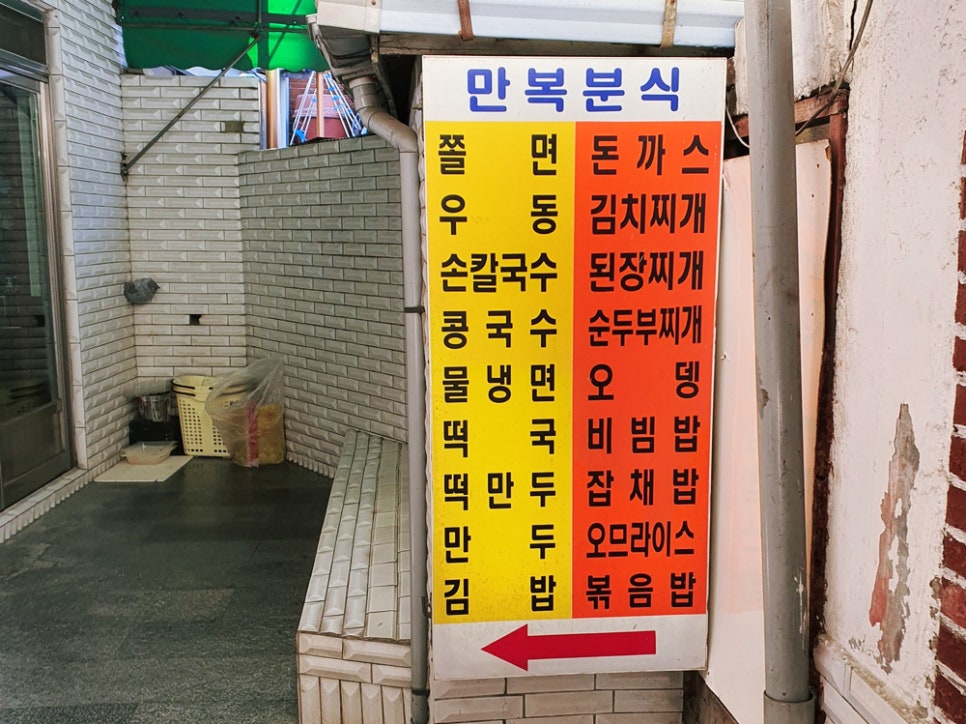 만복분식
쫄면
우동
손칼국수
콩국수
물냉면
떡국
떡만두
만두
김밥
돈까스
김치찌개
된장찌개
순두부찌개
오뎅
비빔밥
잡채밥
오므라이스
볶음밥